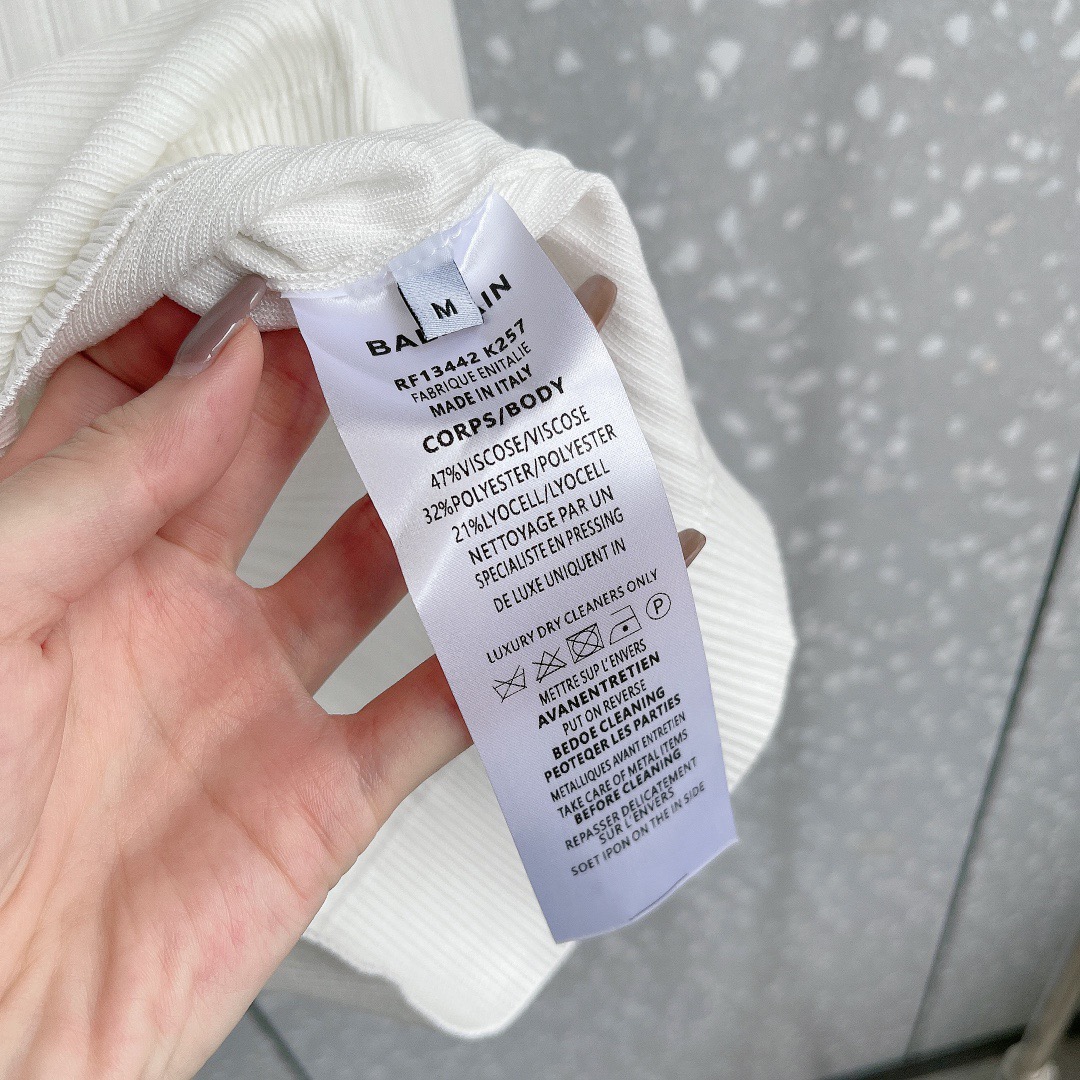 M
BAL AIN
RF13442 K257
FABRIQUE ENITALIE
MADE IN ITALY
CORPS/BODY
47%VISCOSE/VISCOSE
32%POLYESTER/POLYESTER
21%LYOCELL/LYOCELL
NETTOYAGE PAR UN
SPECIALISTE EN PRESSING
DE LUXE UNIQUENT IN
LUXURY DRY CLEANERS ONLY
P
METTRE SUP L'ENVERS
AVANENTRETIEN
PUT ON REVERSE
BEDOE CLEANING
PEOTEQER LES PARTIES
METALLIQUES AVANT ENTRETIEN
TAKE CARE OF METAL ITEMS
BEFORE CLEANING
REPASSER DELICATEMENT
SUR L'ENVERS
SOET IPON ON THE IN SIDE